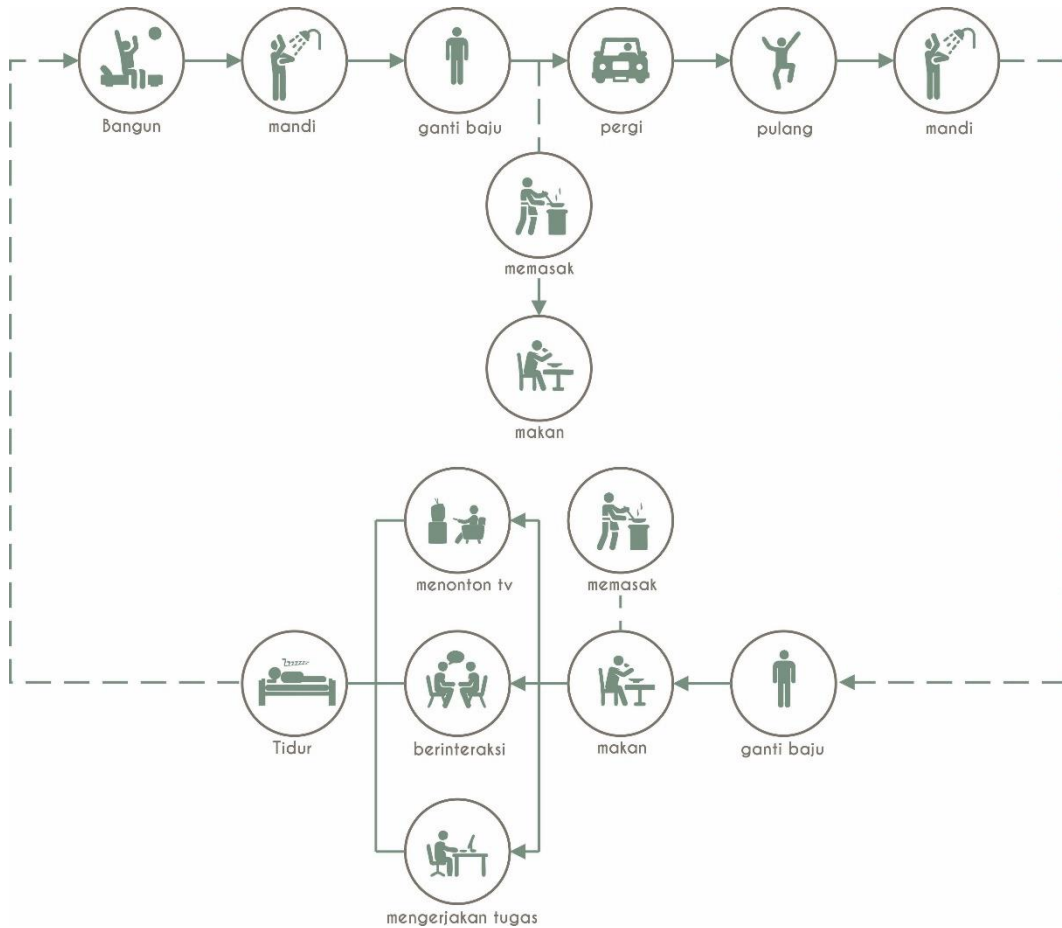 Bangun
mandi
ganti baju
pergi
pulang
mandi
memasak
makan
menonton tv
memasak
Zzzzzzz
Tidur
berinteraksi
makan
ganti baju
mengerjakan tugas